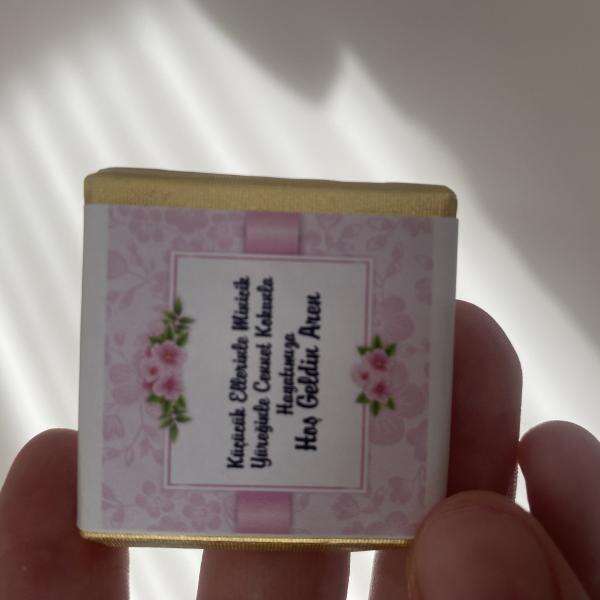 Küçücük Ellerinle Minicik
Yüreğinle Cennet Kokunla
Hayatımıza
Hoş Geldin Aren